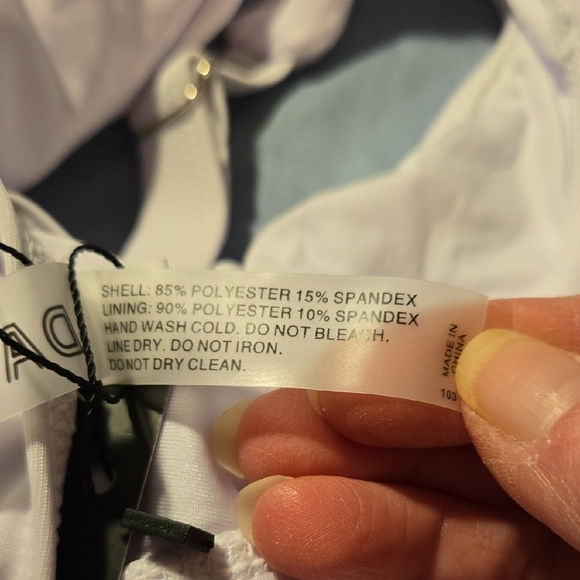 SHELL: 85% POLYESTER 15% SPANDEX
LINING: 90% POLYESTER 10% SPANDEX
HAND WASH COLD. DO NOT BLEACH.
LINE DRY. DO NOT IRON.
DO NOT DRY CLEAN.
MADE IN
CHINA
103